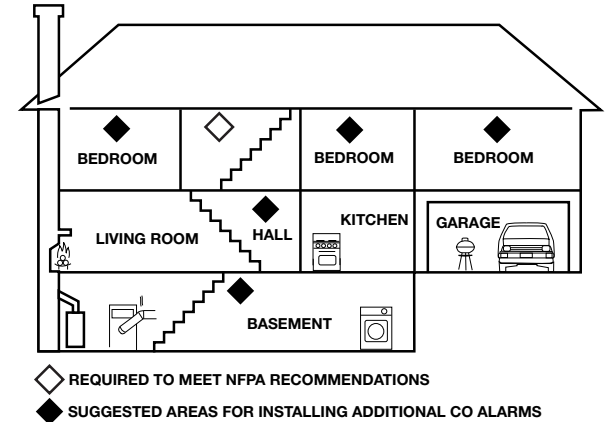 BEDROOM
BEDROOM
BEDROOM
LIVING ROOM
HALL
KITCHEN
GARAGE
BASEMENT
REQUIRED TO MEET NFPA RECOMMENDATIONS
SUGGESTED AREAS FOR INSTALLING ADDITIONAL CO ALARMS